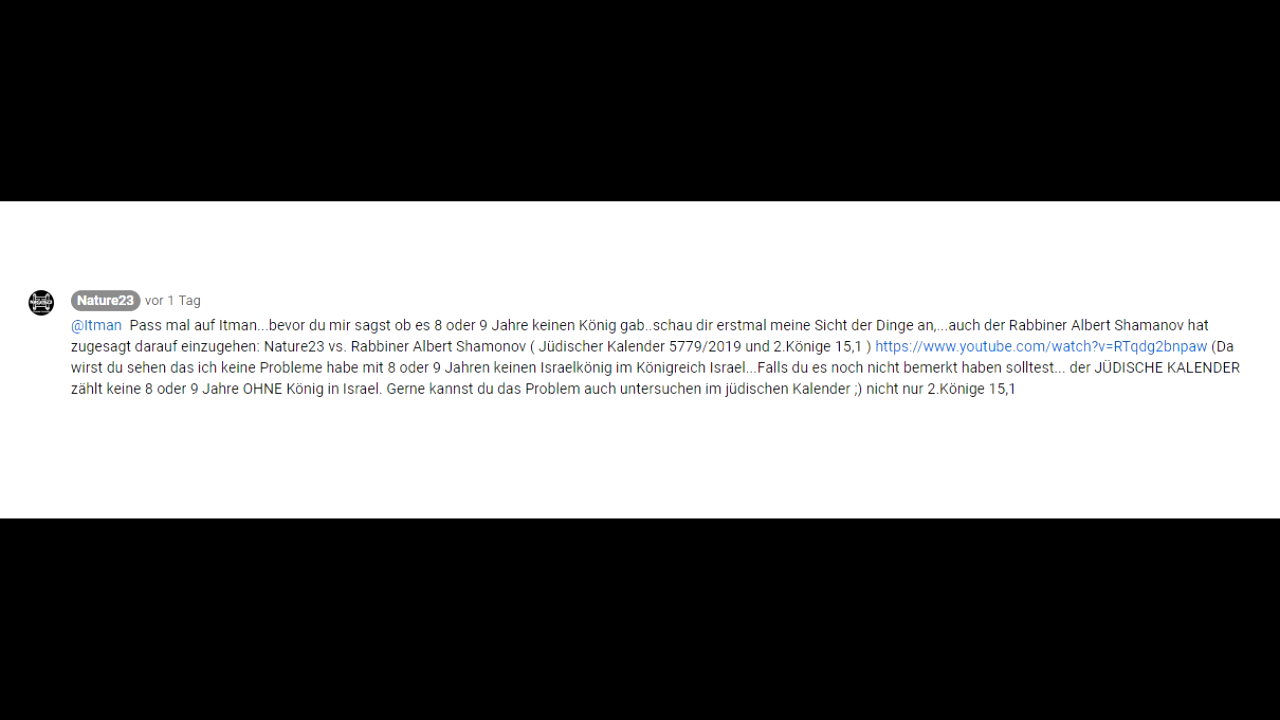 Nature23 vor 1 Tag
@Itman Pass mal auf Itman...bevor du mir sagst ob es 8 oder 9 Jahre keinen König gab..schau dir erstmal meine Sicht der Dinge an,...auch der Rabbiner Albert Shamanov hat
zugesagt darauf einzugehen: Nature23 vs. Rabbiner Albert Shamonov ( Jüdischer Kalender 5779/2019 und 2.Könige 15,1 ) https://www.youtube.com/watch?v=RTqdg2bnpaw (Da
wirst du sehen das ich keine Probleme habe mit 8 oder 9 Jahren keinen Israelkönig im Königreich Israel...Falls du es noch nicht bemerkt haben solltest... der JÜDISCHE KALENDER
zählt keine 8 oder 9 Jahre OHNE König in Israel. Gerne kannst du das Problem auch untersuchen im jüdischen Kalender ;) nicht nur 2.Könige 15,1